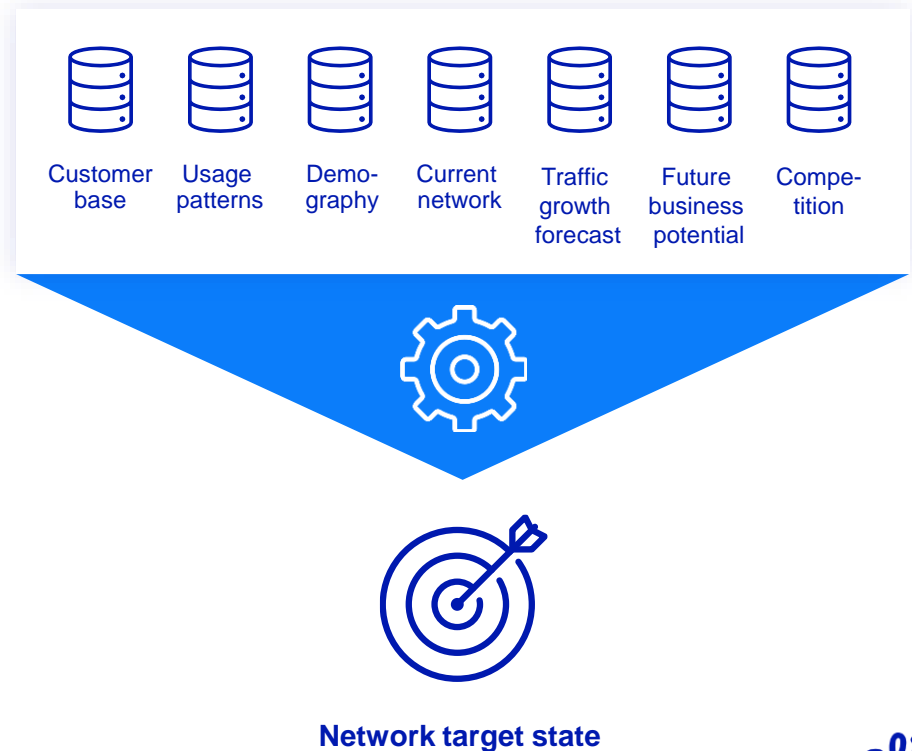 Customer
base
Usage
patterns
Demo-
graphy
Current
network
Traffic
growth
forecast
Future
business
potential
Compe-
tition
Network target state